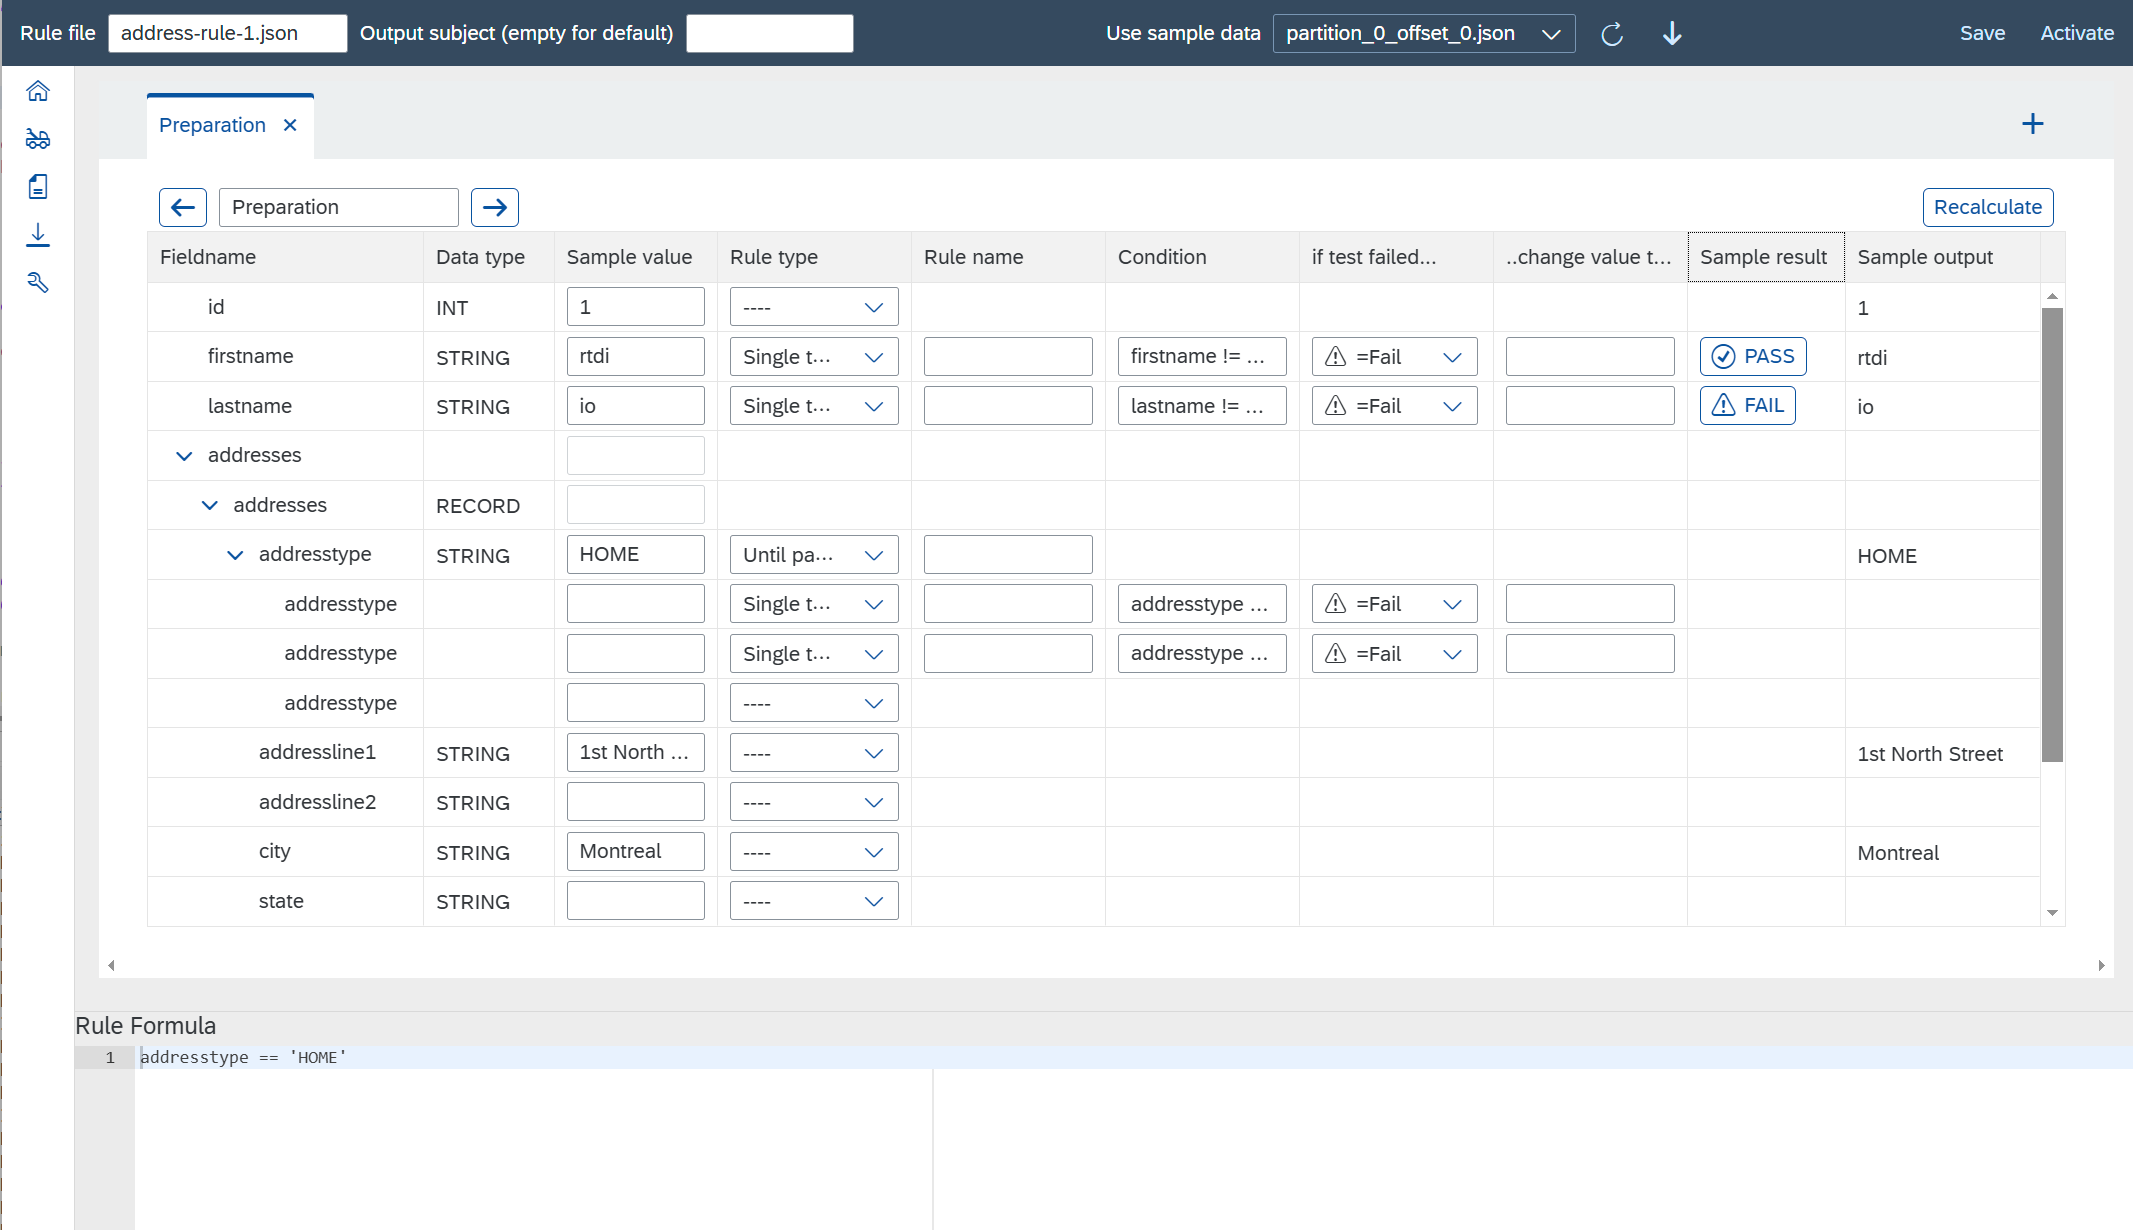 Rule file address-rule-1.json Output subject (empty for default) Use sample data partition_0_offset_0.json Save Activate
Preparation
Preparation Recalculate
Fieldname Data type Sample value Rule type Rule name Condition if test failed... ..change value t... Sample result Sample output
id INT 1 ---- 1
firstname STRING rtdi Single t... firstname != ... =Fail PASS rtdi
lastname STRING io Single t... lastname != ... =Fail FAIL io
addresses
addresses RECORD
addresstype STRING HOME Until pa... HOME
addresstype Single t... addresstype ... =Fail
addresstype Single t... addresstype ... =Fail
addresstype ----
addressline1 STRING 1st North ... ---- 1st North Street
addressline2 STRING ----
city STRING Montreal ---- Montreal
state STRING ----
Rule Formula
1 addresstype == 'HOME'